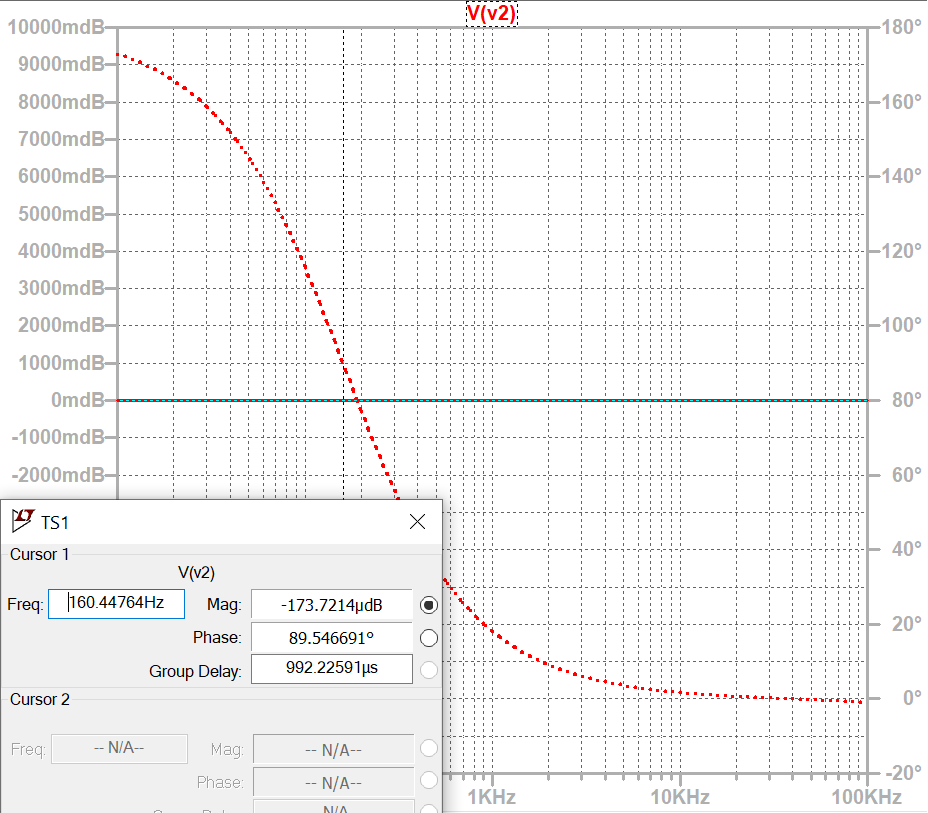 V(v2)
10000mdB
180°
9000mdB
8000mdB
160°
7000mdB
6000mdB
140°
5000mdB
4000mdB
120°
3000mdB
2000mdB
100°
1000mdB
0mdB
80°
-1000mdB
-2000mdB
60°
TS1
40°
Cursor 1
V(v2)
Freq: 160.44764Hz Mag: -173.7214µdB
20°
Phase: 89.546691º
Group Delay: 992.22591µs
Cursor 2
0°
Freq: -- N/A-- Mag: -- N/A--
-20°
Phase: -- N/A--
1KHz 10KHz 100KHz
N/A